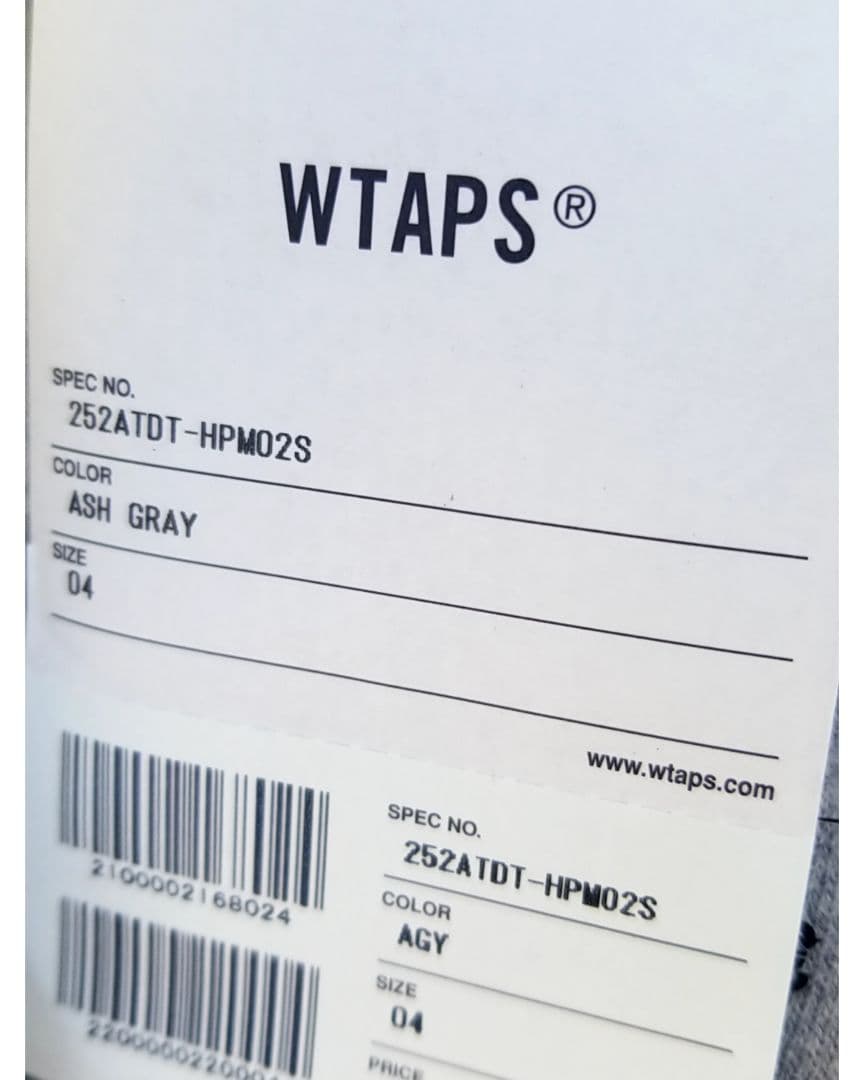 WTAPS®
SPEC NO.
252ATDT-HPM02S
COLOR
ASH GRAY
SIZE
04
www.wtaps.com
2100002168024
SPEC NO.
252ATDT-HPM02S
COLOR
AGY
SIZE
04
PRICE